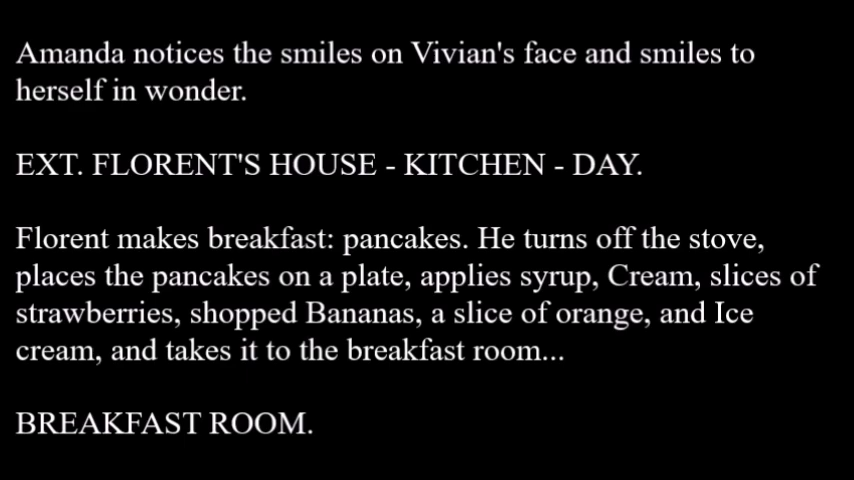 Amanda notices the smiles on Vivian's face and smiles to
herself in wonder.
EXT. FLORENT'S HOUSE - KITCHEN - DAY.
Florent makes breakfast: pancakes. He turns off the stove,
places the pancakes on a plate, applies syrup, Cream, slices of
strawberries, shopped Bananas, a slice of orange, and Ice
cream, and takes it to the breakfast room...
BREAKFAST ROOM.